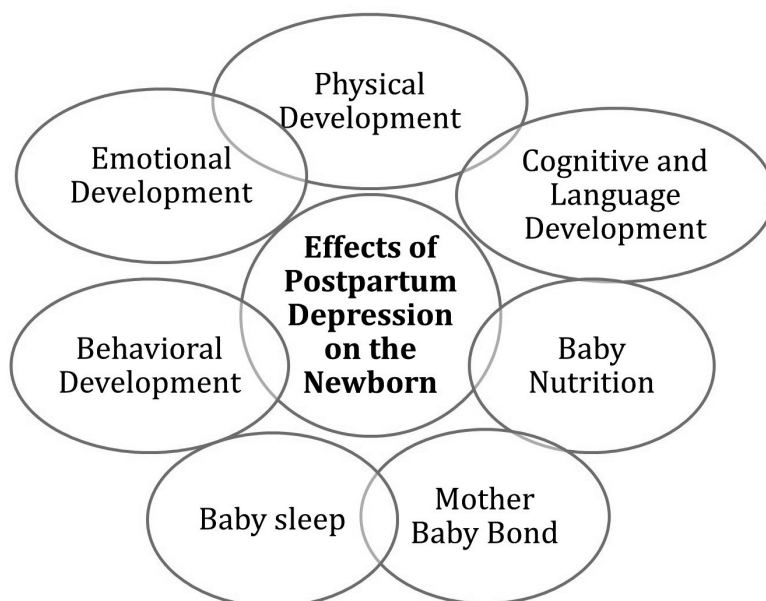 Physical
Development
Emotional
Development
Cognitive and
Language
Development
Effects of
Postpartum
Depression
on the
Newborn
Behavioral
Development
Baby
Nutrition
Baby sleep
Mother
Baby Bond